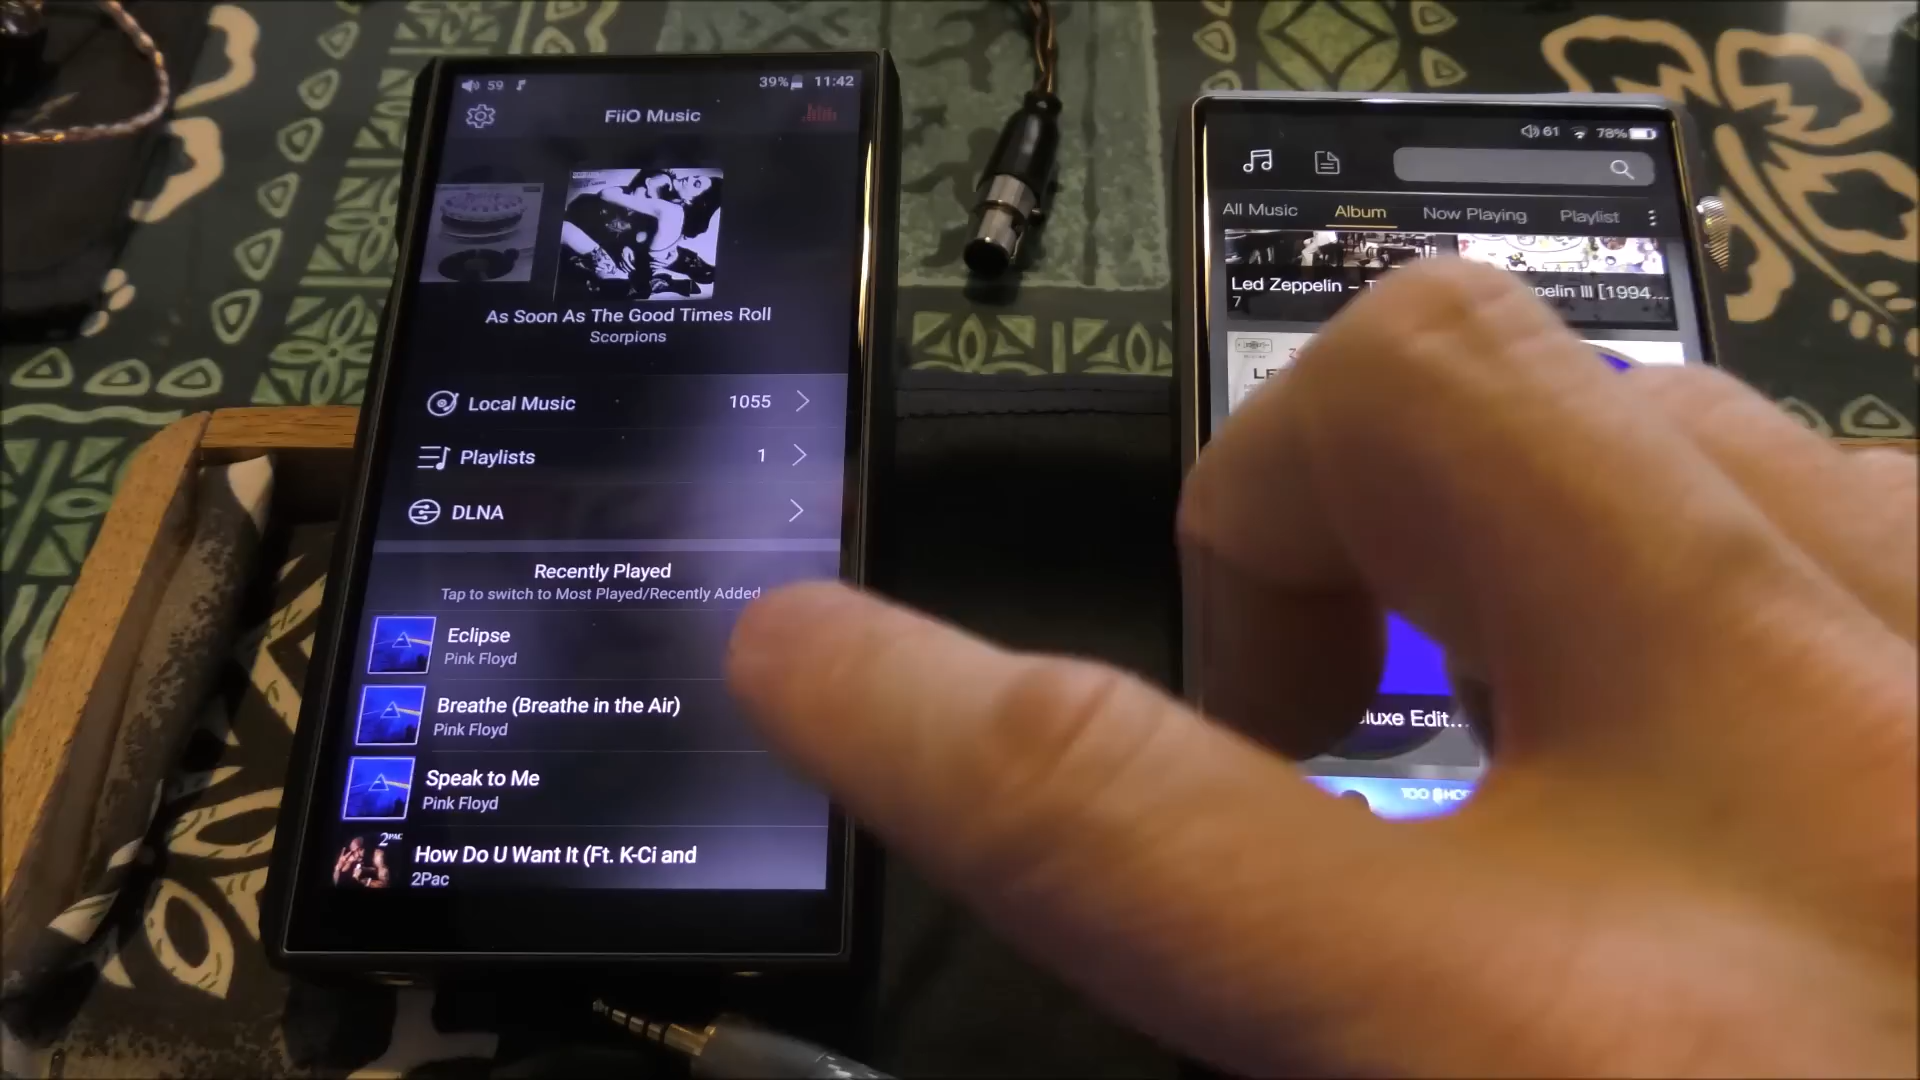 59
39%
11:42
FiiO Music
As Soon As The Good Times Roll
Scorpions
Local Music
1055
Playlists
1
DLNA
Recently Played
Tap to switch to Most Played/Recently Added
Eclipse
Pink Floyd
Breathe (Breathe in the Air)
Pink Floyd
Speak to Me
Pink Floyd
2PAC
How Do U Want It (Ft. K-Ci and
2Pac
61
78%
All Music
Album
Now Playing
Playlist
Led Zeppelin –
7
pelin III [1994...
luxe Edit...